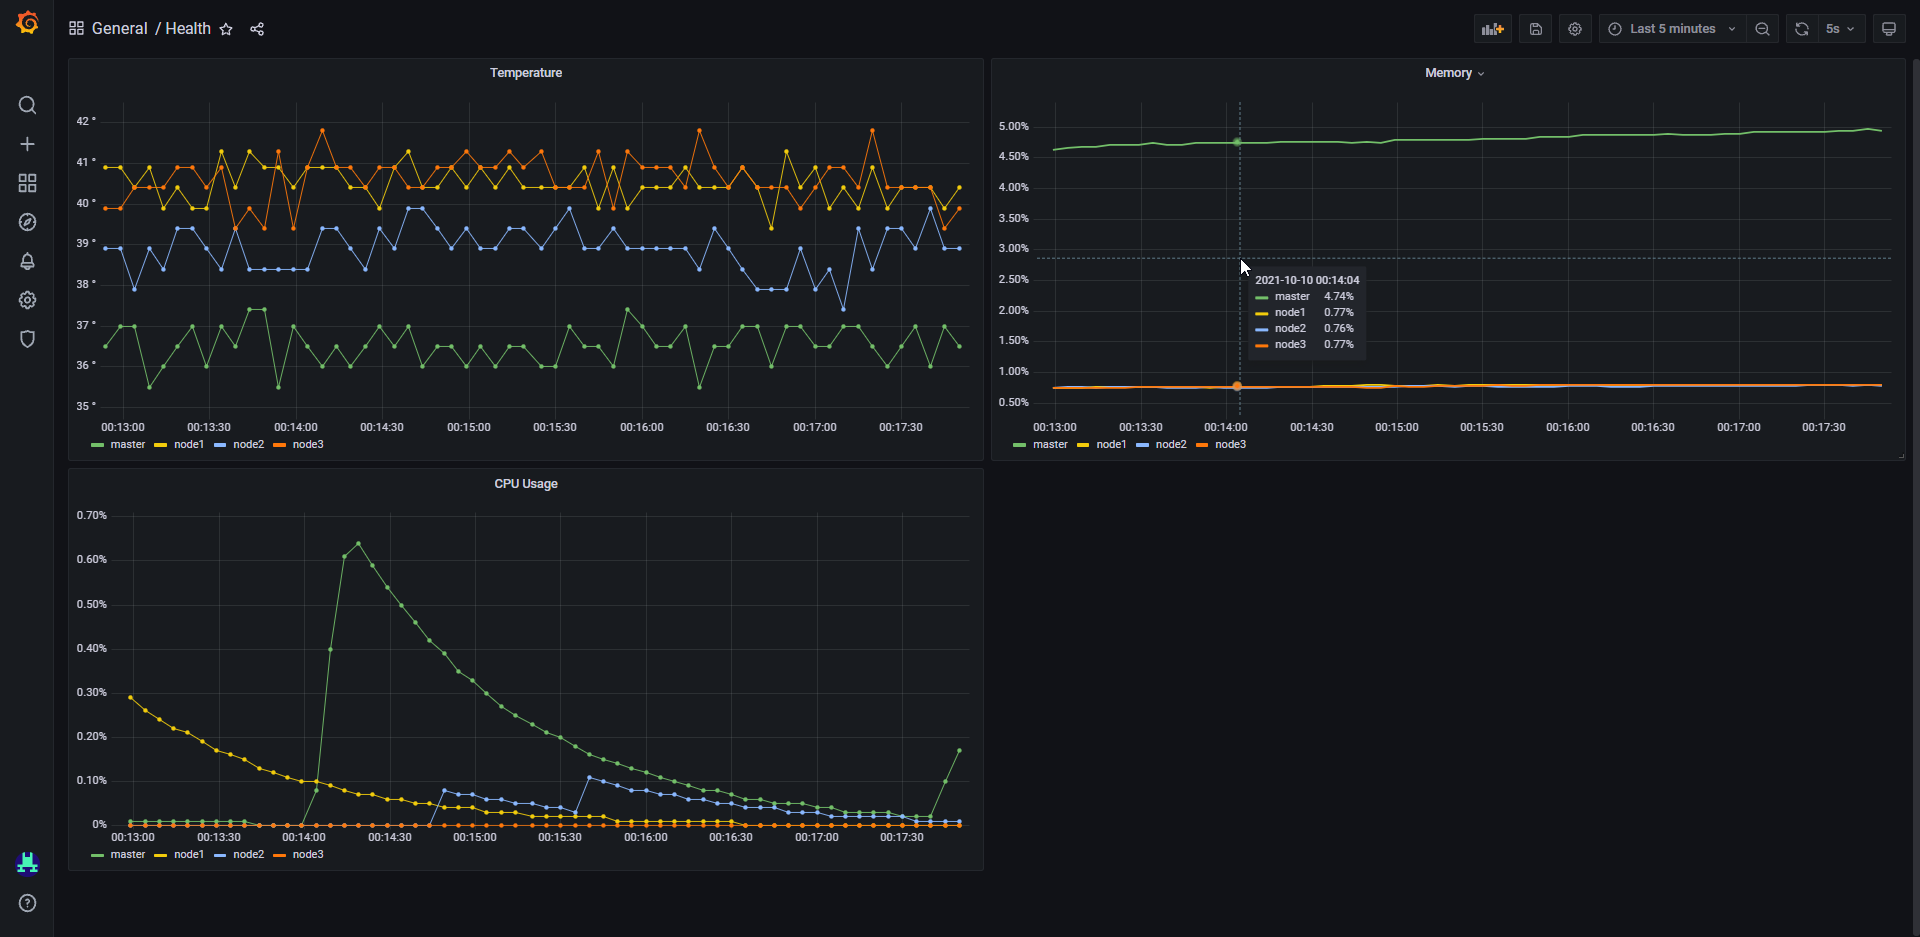 General / Health
Last 5 minutes
5s
Temperature
42 °
41 °
40 °
39 °
38 °
37 °
36 °
35 °
00:13:00 00:13:30 00:14:00 00:14:30 00:15:00 00:15:30 00:16:00 00:16:30 00:17:00 00:17:30
master node1 node2 node3
Memory
5.00%
4.50%
4.00%
3.50%
3.00%
2.50%
2.00%
1.50%
1.00%
0.50%
2021-10-10 00:14:04
master 4.74%
node1 0.77%
node2 0.76%
node3 0.77%
00:13:00 00:13:30 00:14:00 00:14:30 00:15:00 00:15:30 00:16:00 00:16:30 00:17:00 00:17:30
master node1 node2 node3
CPU Usage
0.70%
0.60%
0.50%
0.40%
0.30%
0.20%
0.10%
0%
00:13:00 00:13:30 00:14:00 00:14:30 00:15:00 00:15:30 00:16:00 00:16:30 00:17:00 00:17:30
master node1 node2 node3